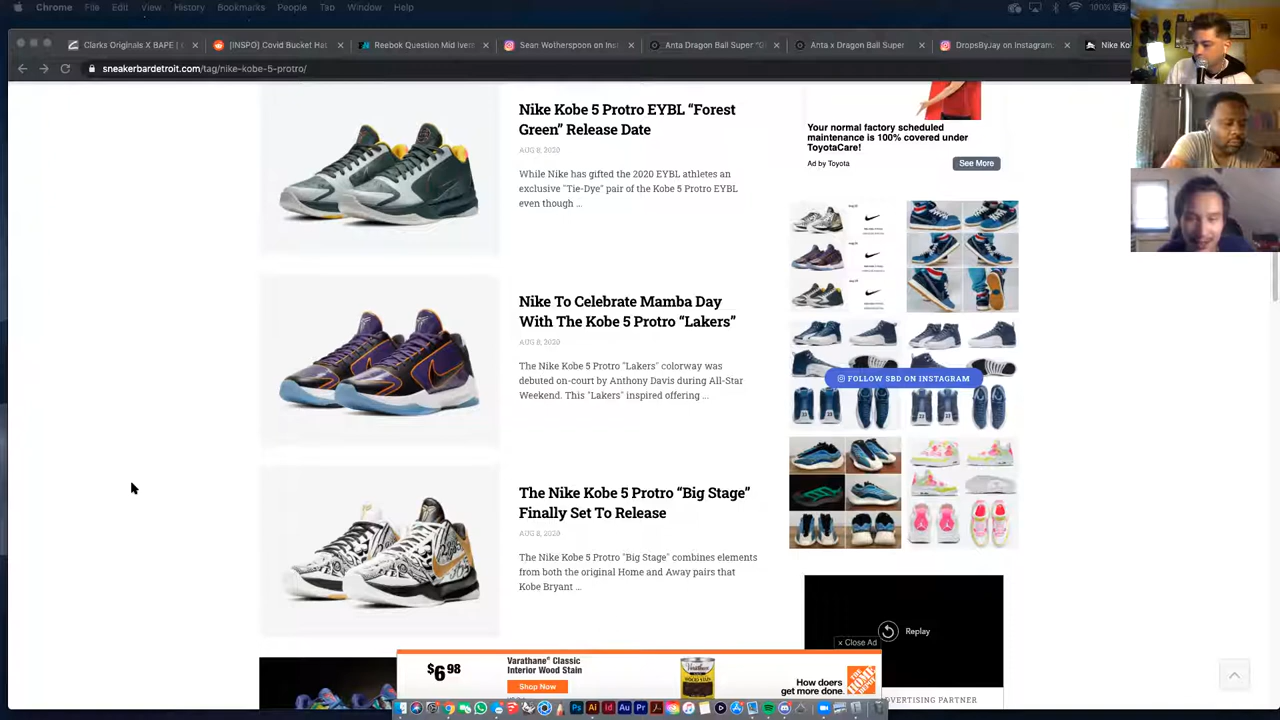 Chrome File Edit View History Bookmarks People Tab Window Help
100%
Clarks Originals X BAPE
[INSPO] Covid Bucket Ha
Reebok Question Mid Iver
Sean Wotherspoon on Ins
Anta Dragon Ball Super "G
Anta x Dragon Ball Super
DropsByJay on Instagram:
Nike Ko
sneakerbardetroit.com/tag/nike-kobe-5-protro/
Nike Kobe 5 Protro EYBL “Forest
Green” Release Date
AUG 8, 2020
While Nike has gifted the 2020 EYBL athletes an
exclusive "Tie-Dye" pair of the Kobe 5 Protro EYBL
even though ...
Nike To Celebrate Mamba Day
With The Kobe 5 Protro “Lakers”
AUG 8, 2020
The Nike Kobe 5 Protro "Lakers" colorway was
debuted on-court by Anthony Davis during All-Star
Weekend. This "Lakers" inspired offering ...
The Nike Kobe 5 Protro “Big Stage”
Finally Set To Release
AUG 8, 2020
The Nike Kobe 5 Protro "Big Stage" combines elements
from both the original Home and Away pairs that
Kobe Bryant ...
Your normal factory scheduled
maintenance is 100% covered under
ToyotaCare!
Ad by Toyota
See More
FOLLOW SBD ON INSTAGRAM
Replay
x Close Ad
$6 98
Varathane® Classic
Interior Wood Stain
Shop Now
How doers
get more done.
DVERTISING PARTNER